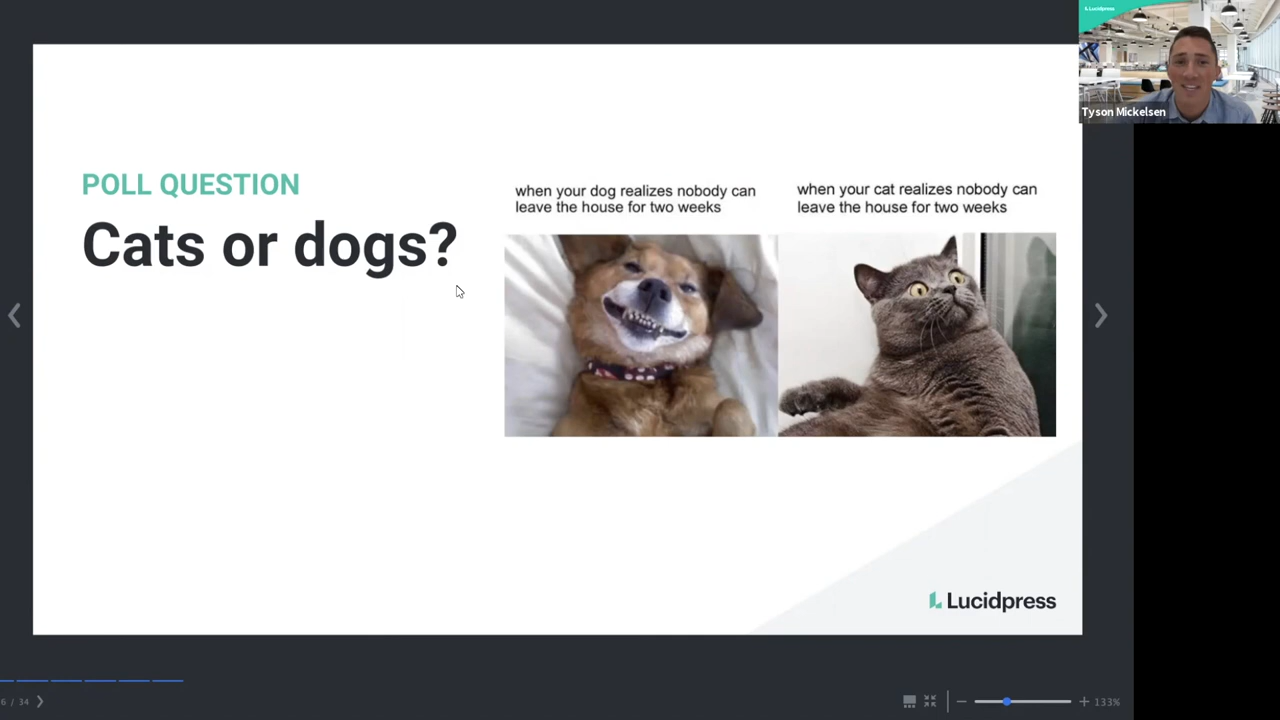 Lucidpress
Tyson Mickelsen
POLL QUESTION
Cats or dogs?
when your dog realizes nobody can
leave the house for two weeks
when your cat realizes nobody can
leave the house for two weeks
Lucidpress
6 / 34
133%